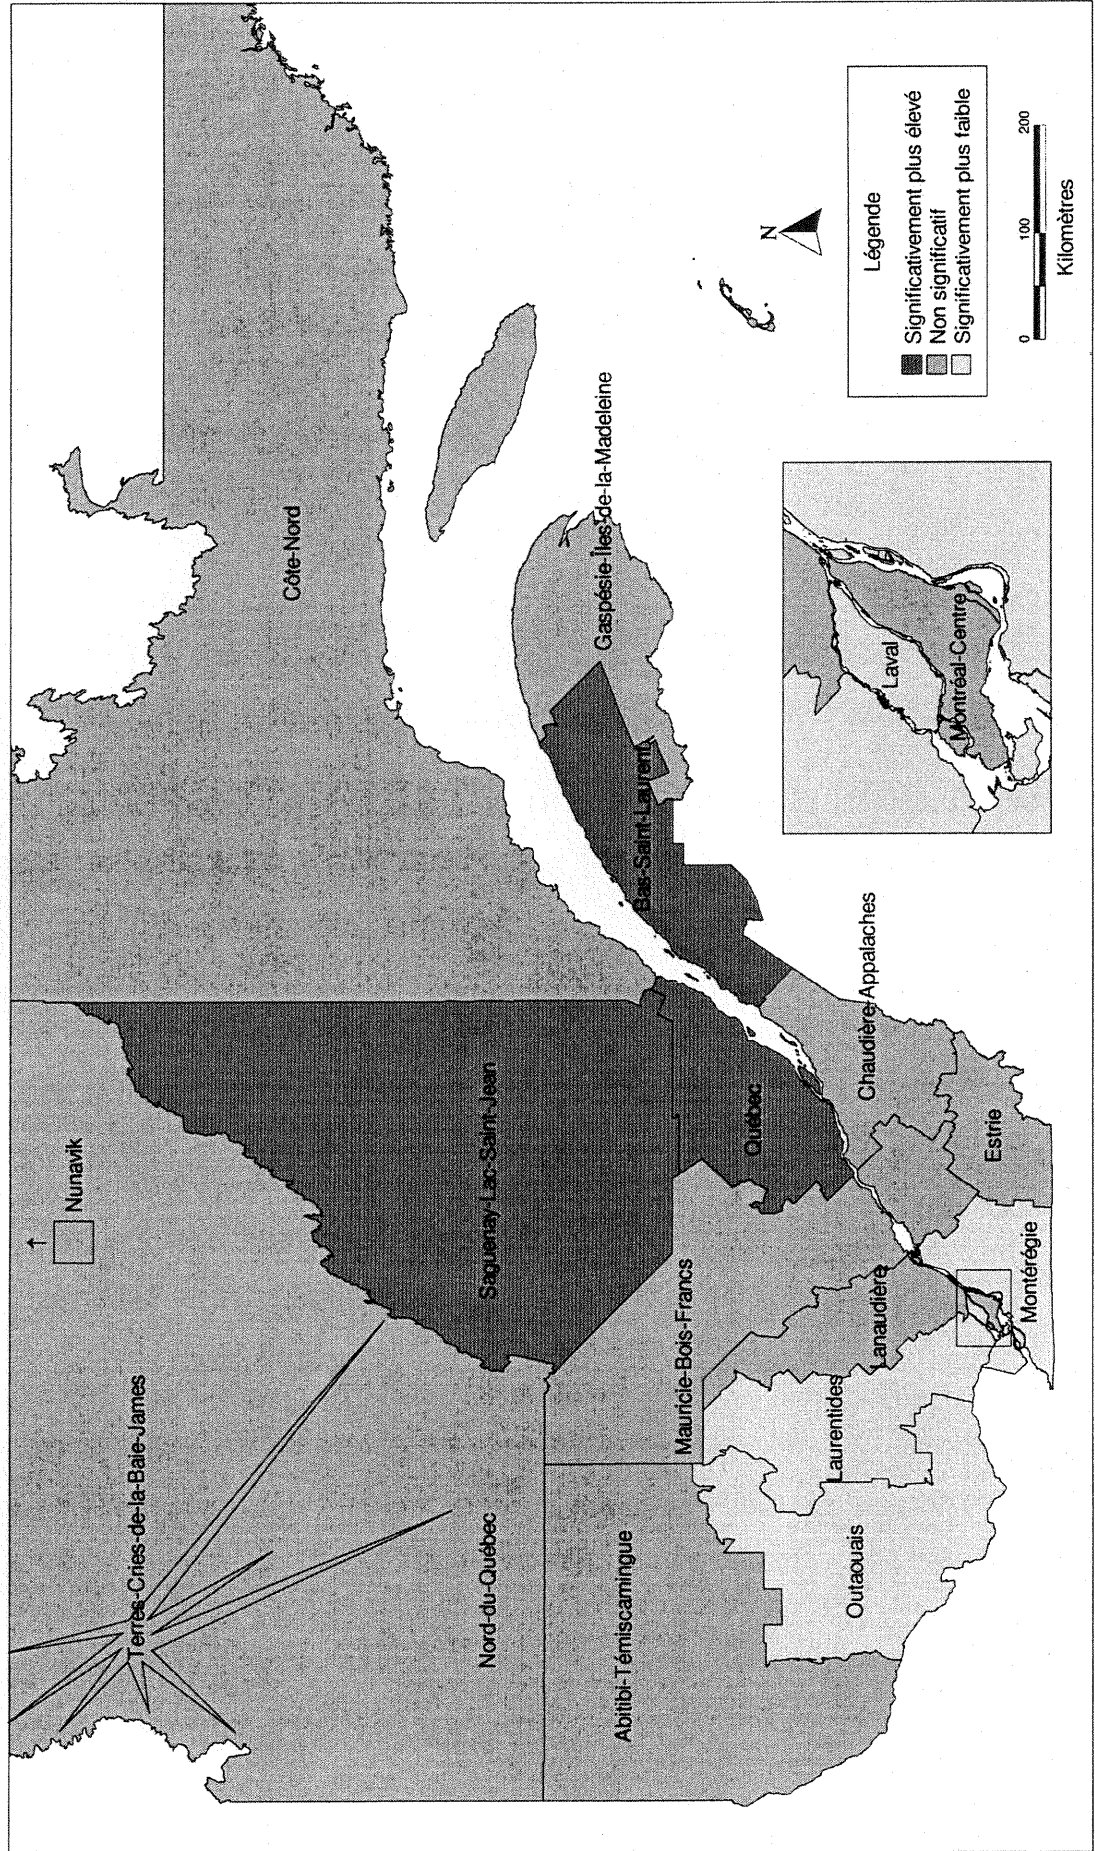 Nunavik
Terres-Cries-de-la-Baie-James
Côte-Nord
Saguenay-Lac-Saint-Jean
Nord-du-Québec
Gaspésie-Îles-de-la-Madeleine
Bas-Saint-Laurent
Abitibi-Témiscamingue
Mauricie-Bois-Francs
Québec
Chaudière-Appalaches
Lanaudière
Laurentides
Outaouais
Estrie
Montérégie
Laval
Montréal-Centre
N
Légende
Significativement plus élevé
Non significatif
Significativement plus faible
0 100 200
Kilomètres